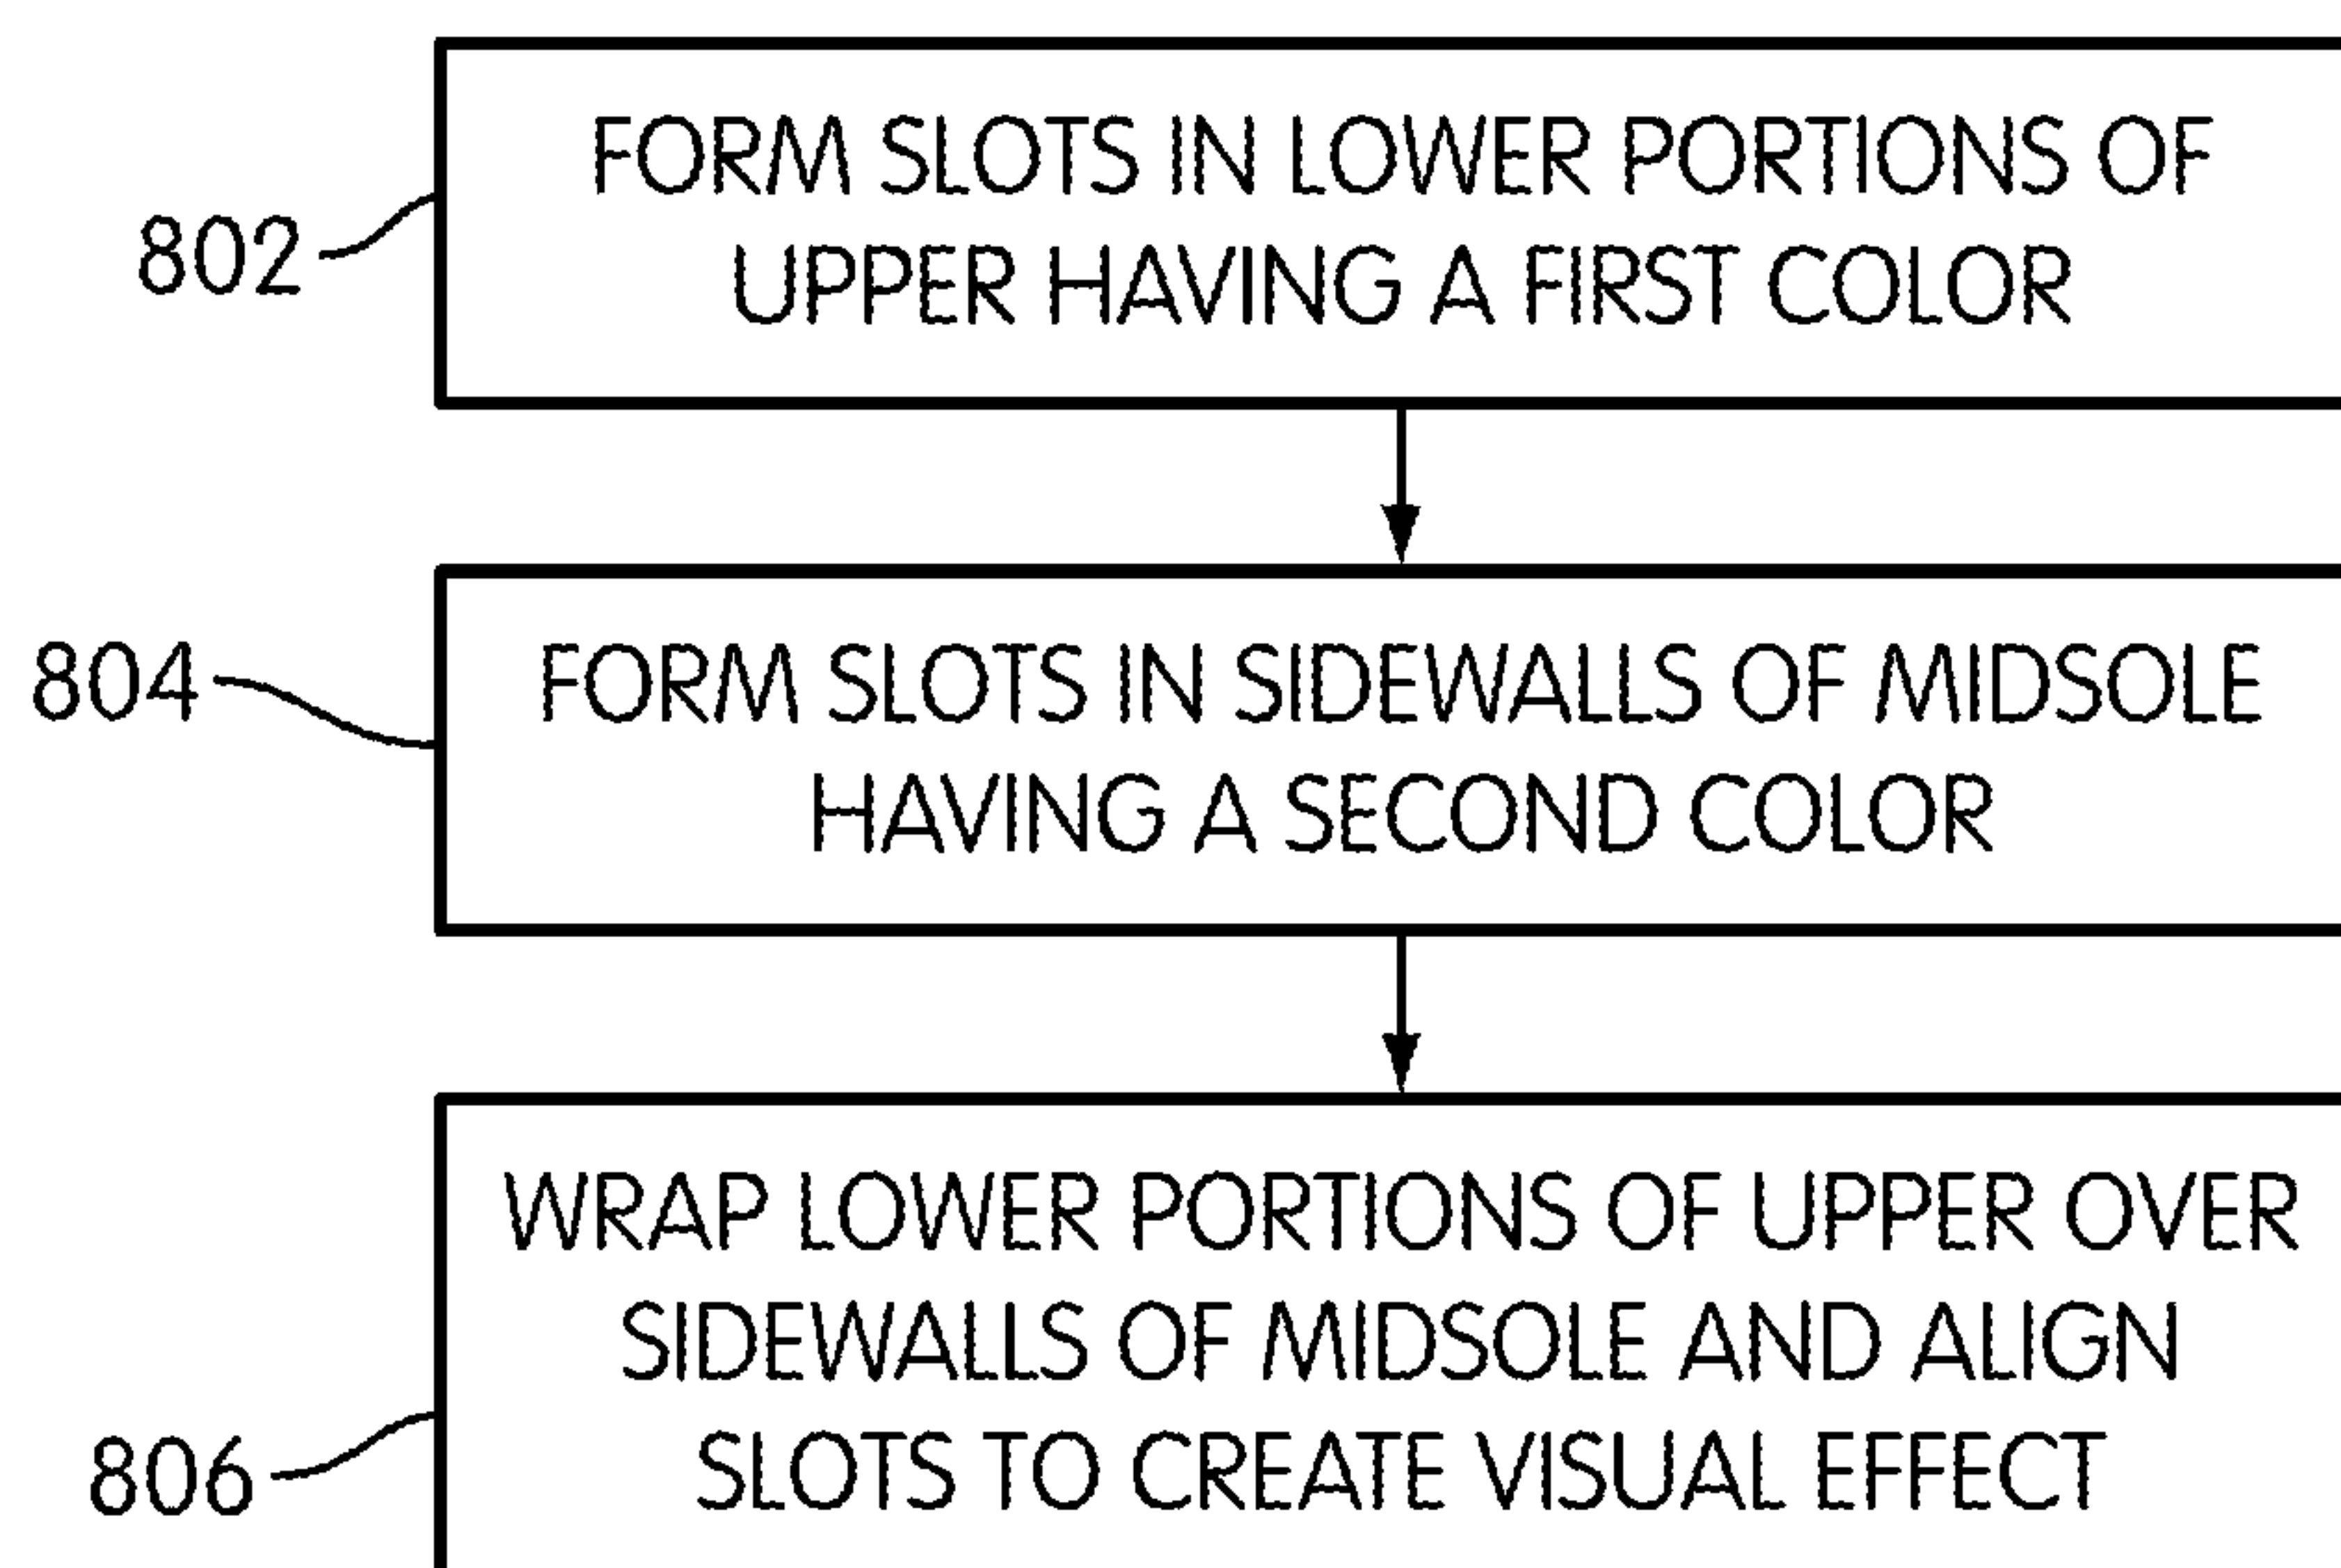 802
FORM SLOTS IN LOWER PORTIONS OF
UPPER HAVING A FIRST COLOR
804
FORM SLOTS IN SIDEWALLS OF MIDSOLE
HAVING A SECOND COLOR
806
WRAP LOWER PORTIONS OF UPPER OVER
SIDEWALLS OF MIDSOLE AND ALIGN
SLOTS TO CREATE VISUAL EFFECT